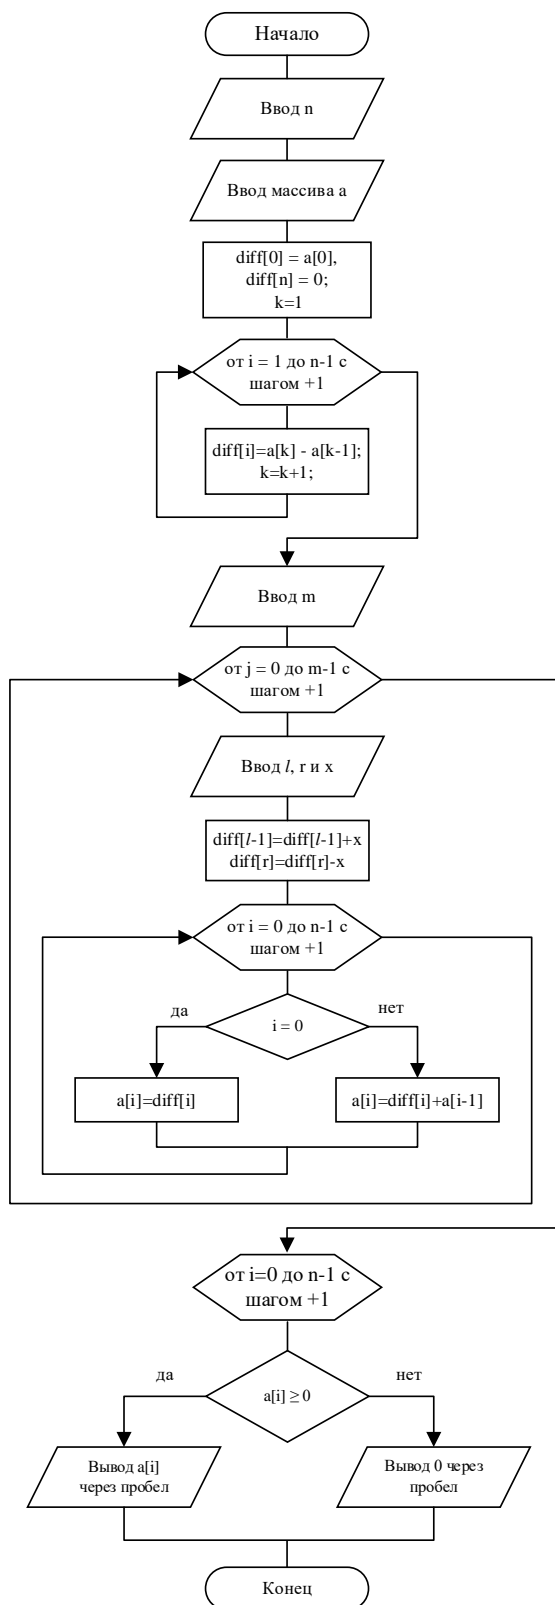 Начало
Ввод n
Ввод массива a
diff[0] = a[0],
diff[n] = 0;
k=1
от i = 1 до n-1 с
шагом +1
diff[i]=a[k] - a[k-1];
k=k+1;
Ввод m
от j = 0 до m-1 с
шагом +1
Ввод l, r и x
diff[l-1]=diff[l-1]+x
diff[r]=diff[r]-x
от i = 0 до n-1 с
шагом +1
да
нет
i = 0
a[i]=diff[i]
a[i]=diff[i]+a[i-1]
от i=0 до n-1 с
шагом +1
да
нет
a[i] ≥ 0
Вывод a[i]
через пробел
Вывод 0 через
пробел
Конец